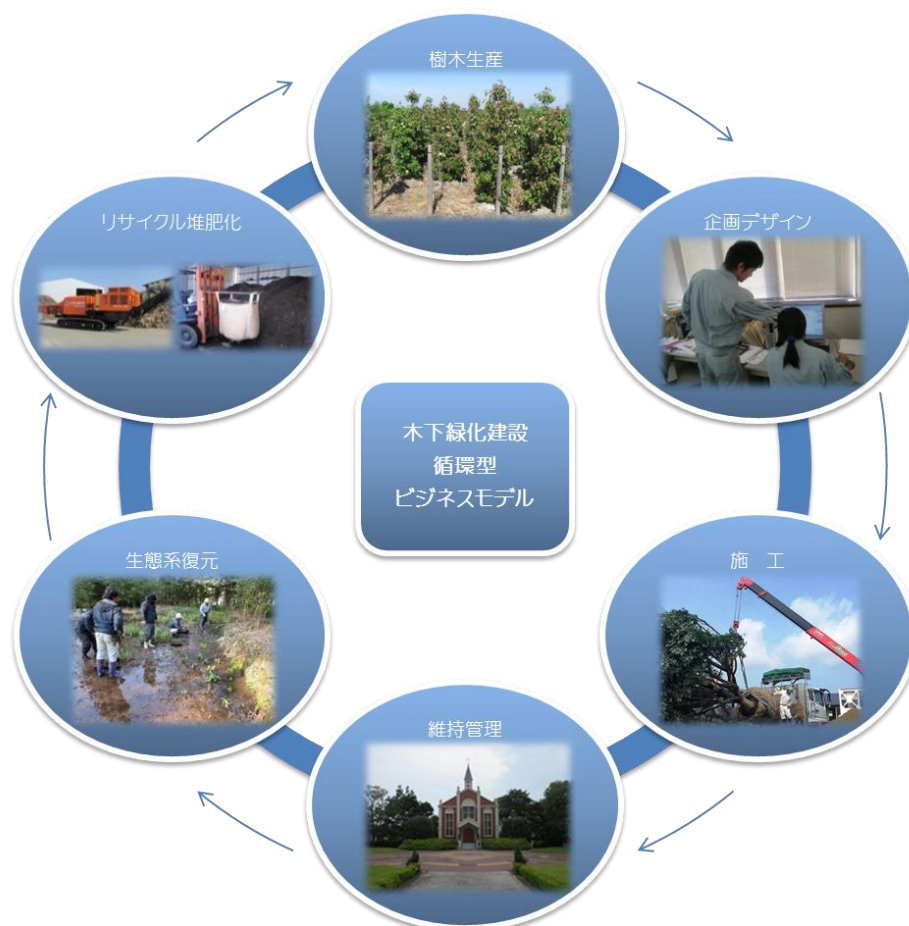 樹木生産
企画デザイン
施　工
維持管理
生態系復元
リサイクル堆肥化
木下緑化建設
循環型
ビジネスモデル